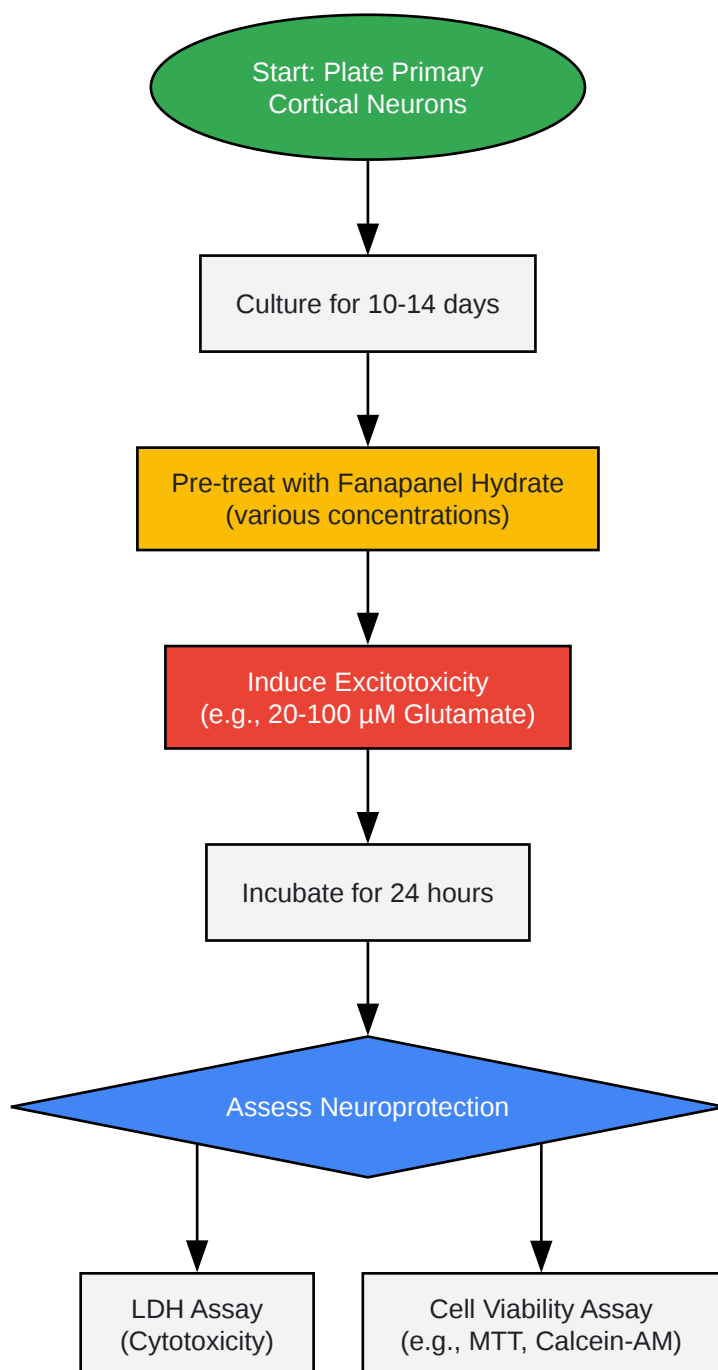 Start: Plate Primary
Cortical Neurons
Culture for 10-14 days
Pre-treat with Fanapanel Hydrate
(various concentrations)
Induce Excitotoxicity
(e.g., 20-100 µM Glutamate)
Incubate for 24 hours
Assess Neuroprotection
LDH Assay
(Cytotoxicity)
Cell Viability Assay
(e.g., MTT, Calcein-AM)